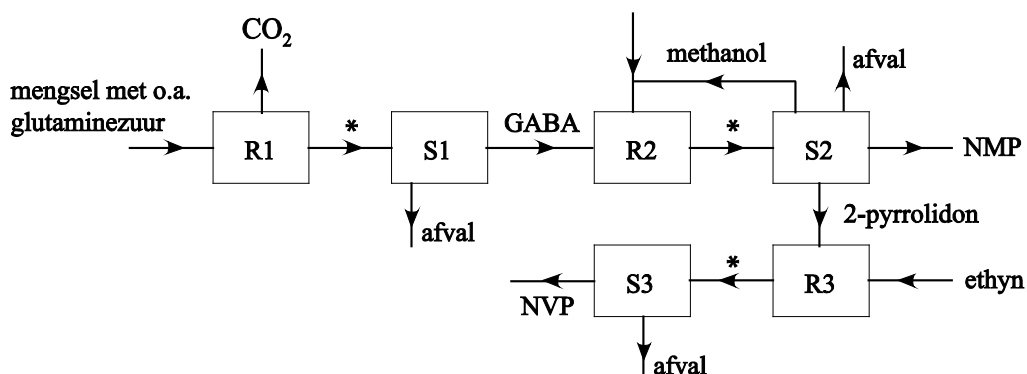 CO2
methanol
afval
mengsel met o.a.
glutaminezuur
R1
*
S1
GABA
R2
*
S2
NMP
afval
2-pyrrolidon
NVP
S3
*
R3
ethyn
afval